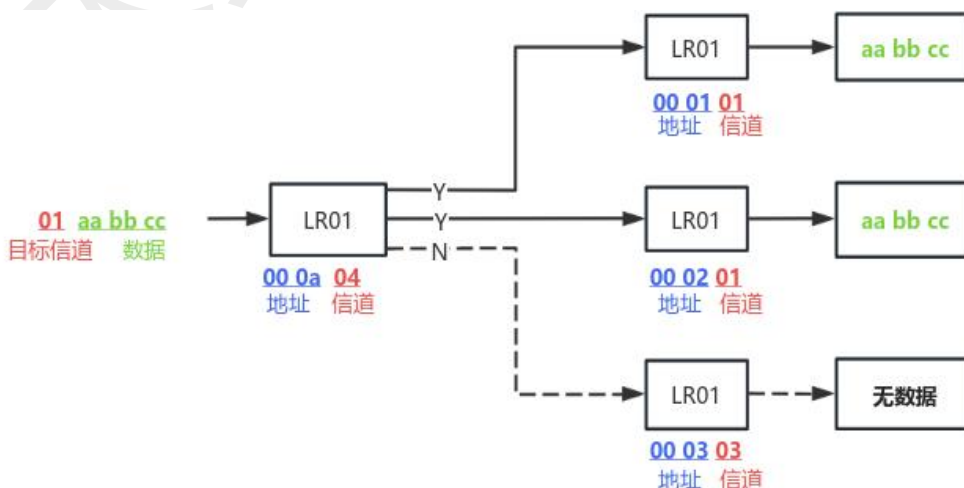 LR01
aa bb cc
00 01 01
地址 信道
Y
01 aa bb cc
目标信道 数据
LR01
Y
LR01
aa bb cc
N
00 0a 04
地址 信道
00 02 01
地址 信道
LR01
无数据
00 03 03
地址 信道